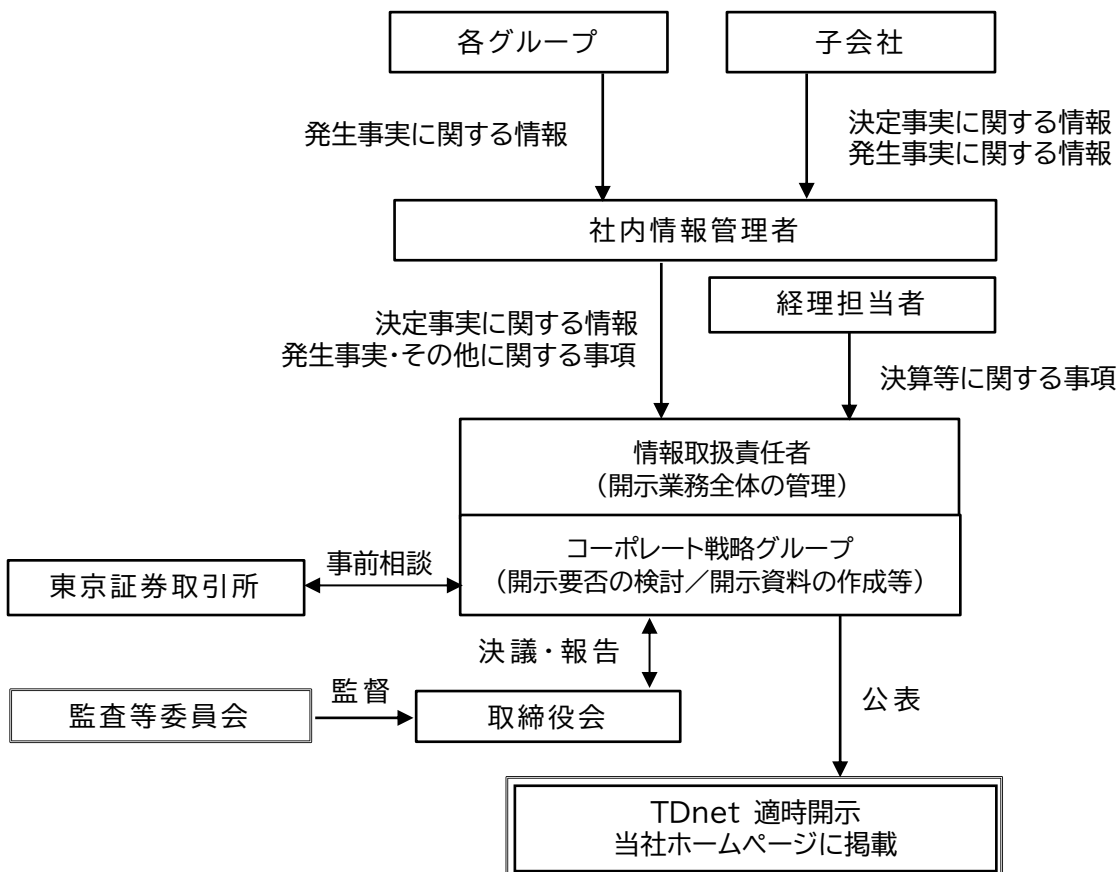 各グループ
子会社
発生事実に関する情報
決定事実に関する情報
発生事実に関する情報
社内情報管理者
経理担当者
決定事実に関する情報
発生事実・その他に関する事項
決算等に関する事項
情報取扱責任者
（開示業務全体の管理）
コーポレート戦略グループ
（開示要否の検討／開示資料の作成等）
事前相談
東京証券取引所
決議・報告
監査等委員会
監督
取締役会
公表
TDnet 適時開示
当社ホームページに掲載